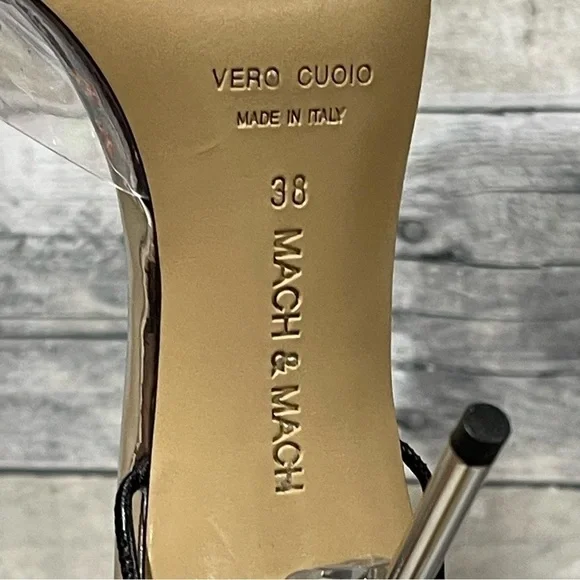 VERO CUOIO
MADE IN ITALY
38
MACH & MACH